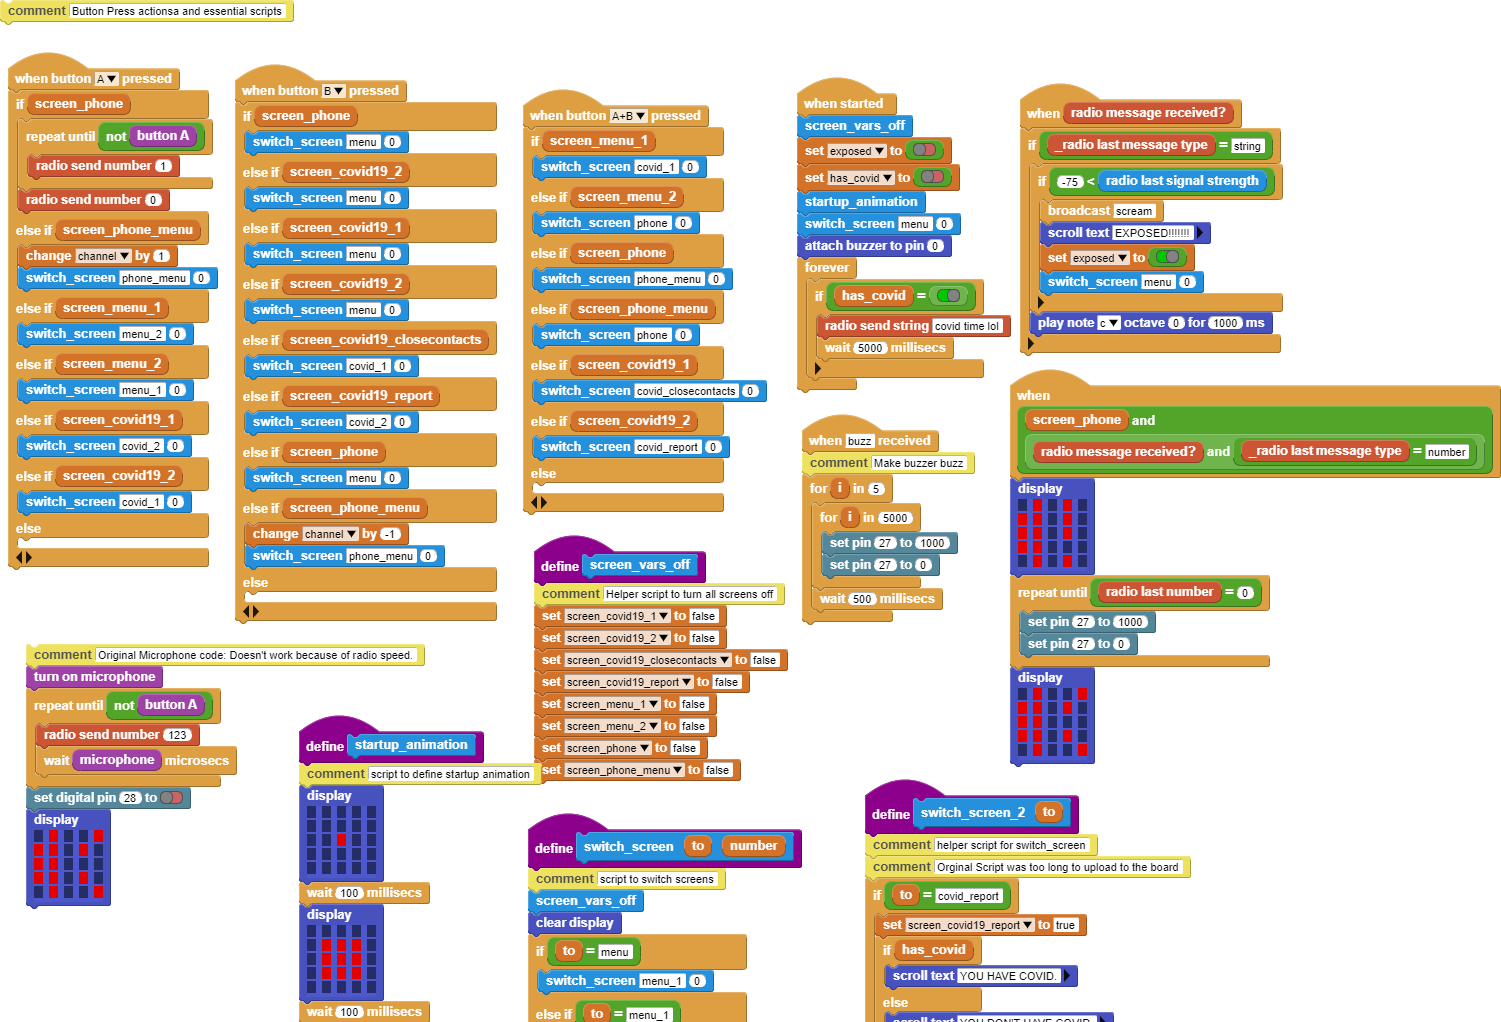 comment Button Press actionsa and essential scripts
when button A ▼ pressed
if screen_phone
repeat until not button A
radio send number 1
radio send number 0
else if screen_phone_menu
change channel ▼ by 1
switch_screen phone_menu 0
else if screen_menu_1
switch_screen menu_2 0
else if screen_menu_2
switch_screen menu_1 0
else if screen_covid19_1
switch_screen covid_2 0
else if screen_covid19_2
switch_screen covid_1 0
else
when button B ▼ pressed
if screen_phone
switch_screen menu 0
else if screen_covid19_2
switch_screen menu 0
else if screen_covid19_1
switch_screen menu 0
else if screen_covid19_2
switch_screen menu 0
else if screen_covid19_closecontacts
switch_screen covid_1 0
else if screen_covid19_report
switch_screen covid_2 0
else if screen_phone
switch_screen menu 0
else if screen_phone_menu
change channel ▼ by -1
switch_screen phone_menu 0
else
when button A+B ▼ pressed
if screen_menu_1
switch_screen covid_1 0
else if screen_menu_2
switch_screen phone 0
else if screen_phone
switch_screen phone_menu 0
else if screen_phone_menu
switch_screen phone 0
else if screen_covid19_1
switch_screen covid_closecontacts 0
else if screen_covid19_2
switch_screen covid_report 0
else
when started
screen_vars_off
set exposed ▼ to
set has_covid ▼ to
startup_animation
switch_screen menu 0
attach buzzer to pin 0
forever
if has_covid =
radio send string covid time lol
wait 5000 millisecs
when radio message received?
if _radio last message type = string
if -75 < radio last signal strength
broadcast scream
scroll text EXPOSED!!!!!!!
set exposed ▼ to
switch_screen menu 0
play note c ▼ octave 0 for 1000 ms
when
screen_phone and
radio message received? and _radio last message type = number
display
repeat until radio last number = 0
set pin 27 to 1000
set pin 27 to 0
display
when buzz received
comment Make buzzer buzz
for i in 5
for i in 5000
set pin 27 to 1000
set pin 27 to 0
wait 500 millisecs
define screen_vars_off
comment Helper script to turn all screens off
set screen_covid19_1 ▼ to false
set screen_covid19_2 ▼ to false
set screen_covid19_closecontacts ▼ to false
set screen_covid19_report ▼ to false
set screen_menu_1 ▼ to false
set screen_menu_2 ▼ to false
set screen_phone ▼ to false
set screen_phone_menu ▼ to false
comment Original Microphone code: Doesn't work because of radio speed.
turn on microphone
repeat until not button A
radio send number 123
wait microphone microsecs
set digital pin 28 to
display
define startup_animation
comment script to define startup animation
display
wait 100 millisecs
display
wait 100 millisecs
define switch_screen to number
comment script to switch screens
screen_vars_off
clear display
if to = menu
switch_screen menu_1 0
else if to = menu_1
define switch_screen_2 to
comment helper script for switch_screen
comment Orginal Script was too long to upload to the board
if to = covid_report
set screen_covid19_report ▼ to true
if has_covid
scroll text YOU HAVE COVID.
else
scroll text YOU DON'T HAVE COVID